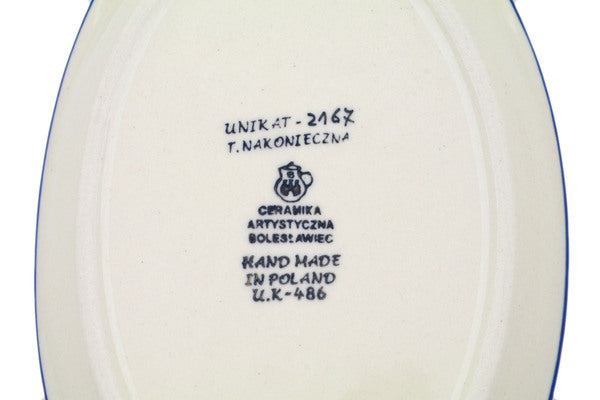 UNIKAT - 2167
T. NAKONIECZNA
CERAMIKA
ARTYSTYCZNA
BOLESŁAWIEC
HAND MADE
IN POLAND
U.K-486